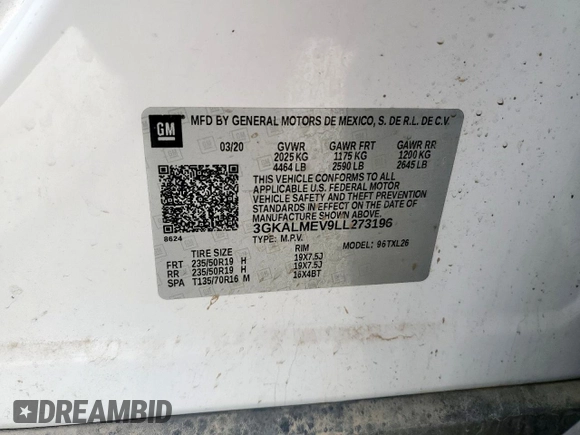 GM
MFD BY GENERAL MOTORS DE MEXICO, S. DE R.L. DE C.V.
03/20 GVWR GAWR FRT GAWR RR
2025 KG 1175 KG 1200 KG
4464 LB 2590 LB 2645 LB
THIS VEHICLE CONFORMS TO ALL
APPLICABLE U.S. FEDERAL MOTOR
VEHICLE SAFETY AND THEFT PREVENTION
STANDARDS IN EFFECT ON THE DATE OF
MANUFACTURE SHOWN ABOVE.
3GKALMEV9LL273196
8624 TYPE: M.P.V. MODEL: 96TXL26
TIRE SIZE RIM
FRT 235/50R19 H 19X7.5J
RR 235/50R19 H 19X7.5J
SPA T135/70R16 M 16X4BT
DREAMBID